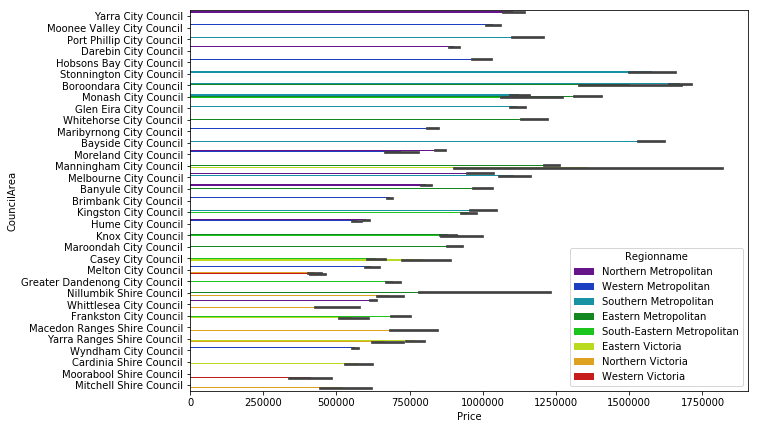 Yarra City Council
Moonee Valley City Council
Port Phillip City Council
Darebin City Council
Hobsons Bay City Council
Stonnington City Council
Boroondara City Council
Monash City Council
Glen Eira City Council
Whitehorse City Council
Maribyrnong City Council
Bayside City Council
Moreland City Council
Manningham City Council
Melbourne City Council
Banyule City Council
Brimbank City Council
Kingston City Council
Hume City Council
Knox City Council
Maroondah City Council
Casey City Council
Melton City Council
Greater Dandenong City Council
Nillumbik Shire Council
Whittlesea City Council
Frankston City Council
Macedon Ranges Shire Council
Yarra Ranges Shire Council
Wyndham City Council
Cardinia Shire Council
Moorabool Shire Council
Mitchell Shire Council
CouncilArea
Regionname
Northern Metropolitan
Western Metropolitan
Southern Metropolitan
Eastern Metropolitan
South-Eastern Metropolitan
Eastern Victoria
Northern Victoria
Western Victoria
0 250000 500000 750000 1000000 1250000 1500000 1750000
Price